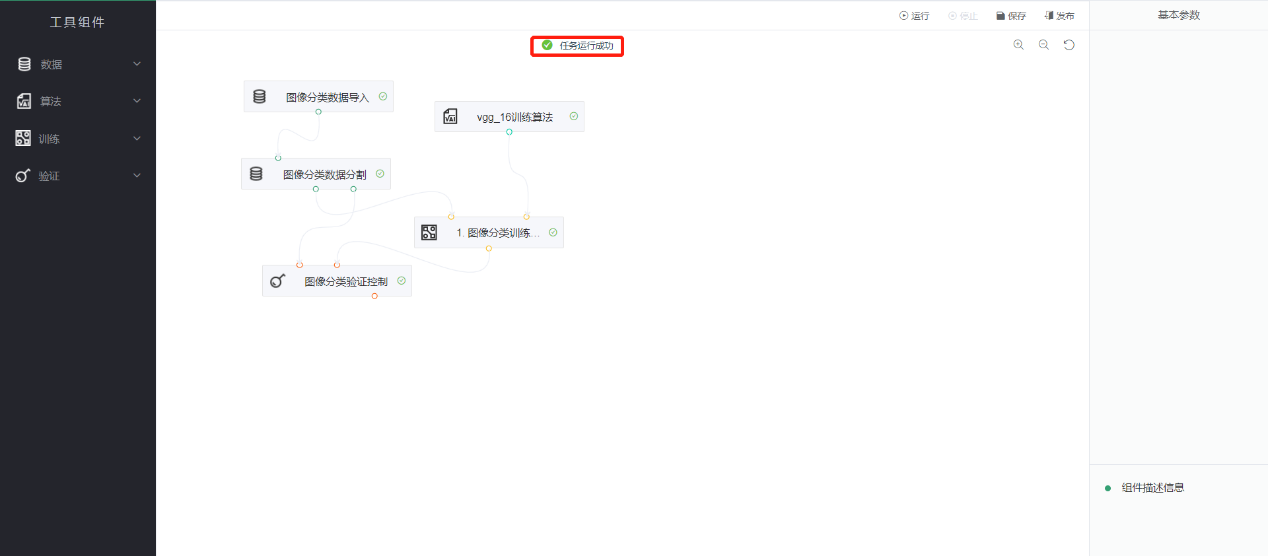 工具组件
数据
算法
训练
验证
运行
停止
保存
发布
任务运行成功
图像分类数据导入
vgg_16训练算法
图像分类数据分割
1. 图像分类训练...
图像分类验证控制
基本参数
组件描述信息